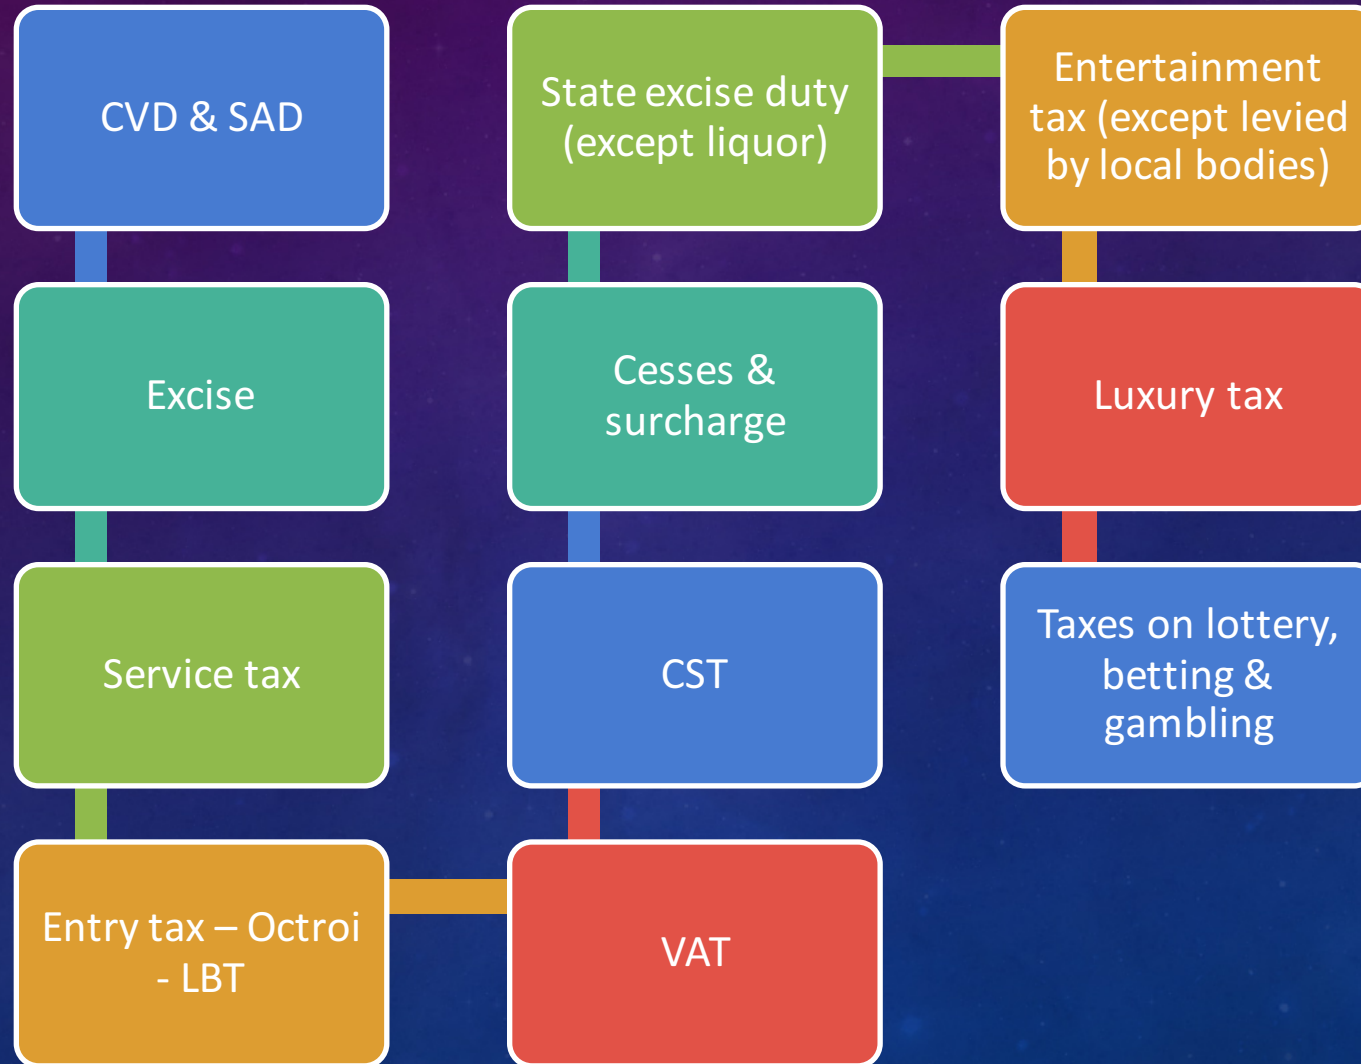 CVD & SAD
Excise
Service tax
Entry tax – Octroi
- LBT
VAT
CST
Cesses &
surcharge
State excise duty
(except liquor)
Entertainment
tax (except levied
by local bodies)
Luxury tax
Taxes on lottery,
betting &
gambling